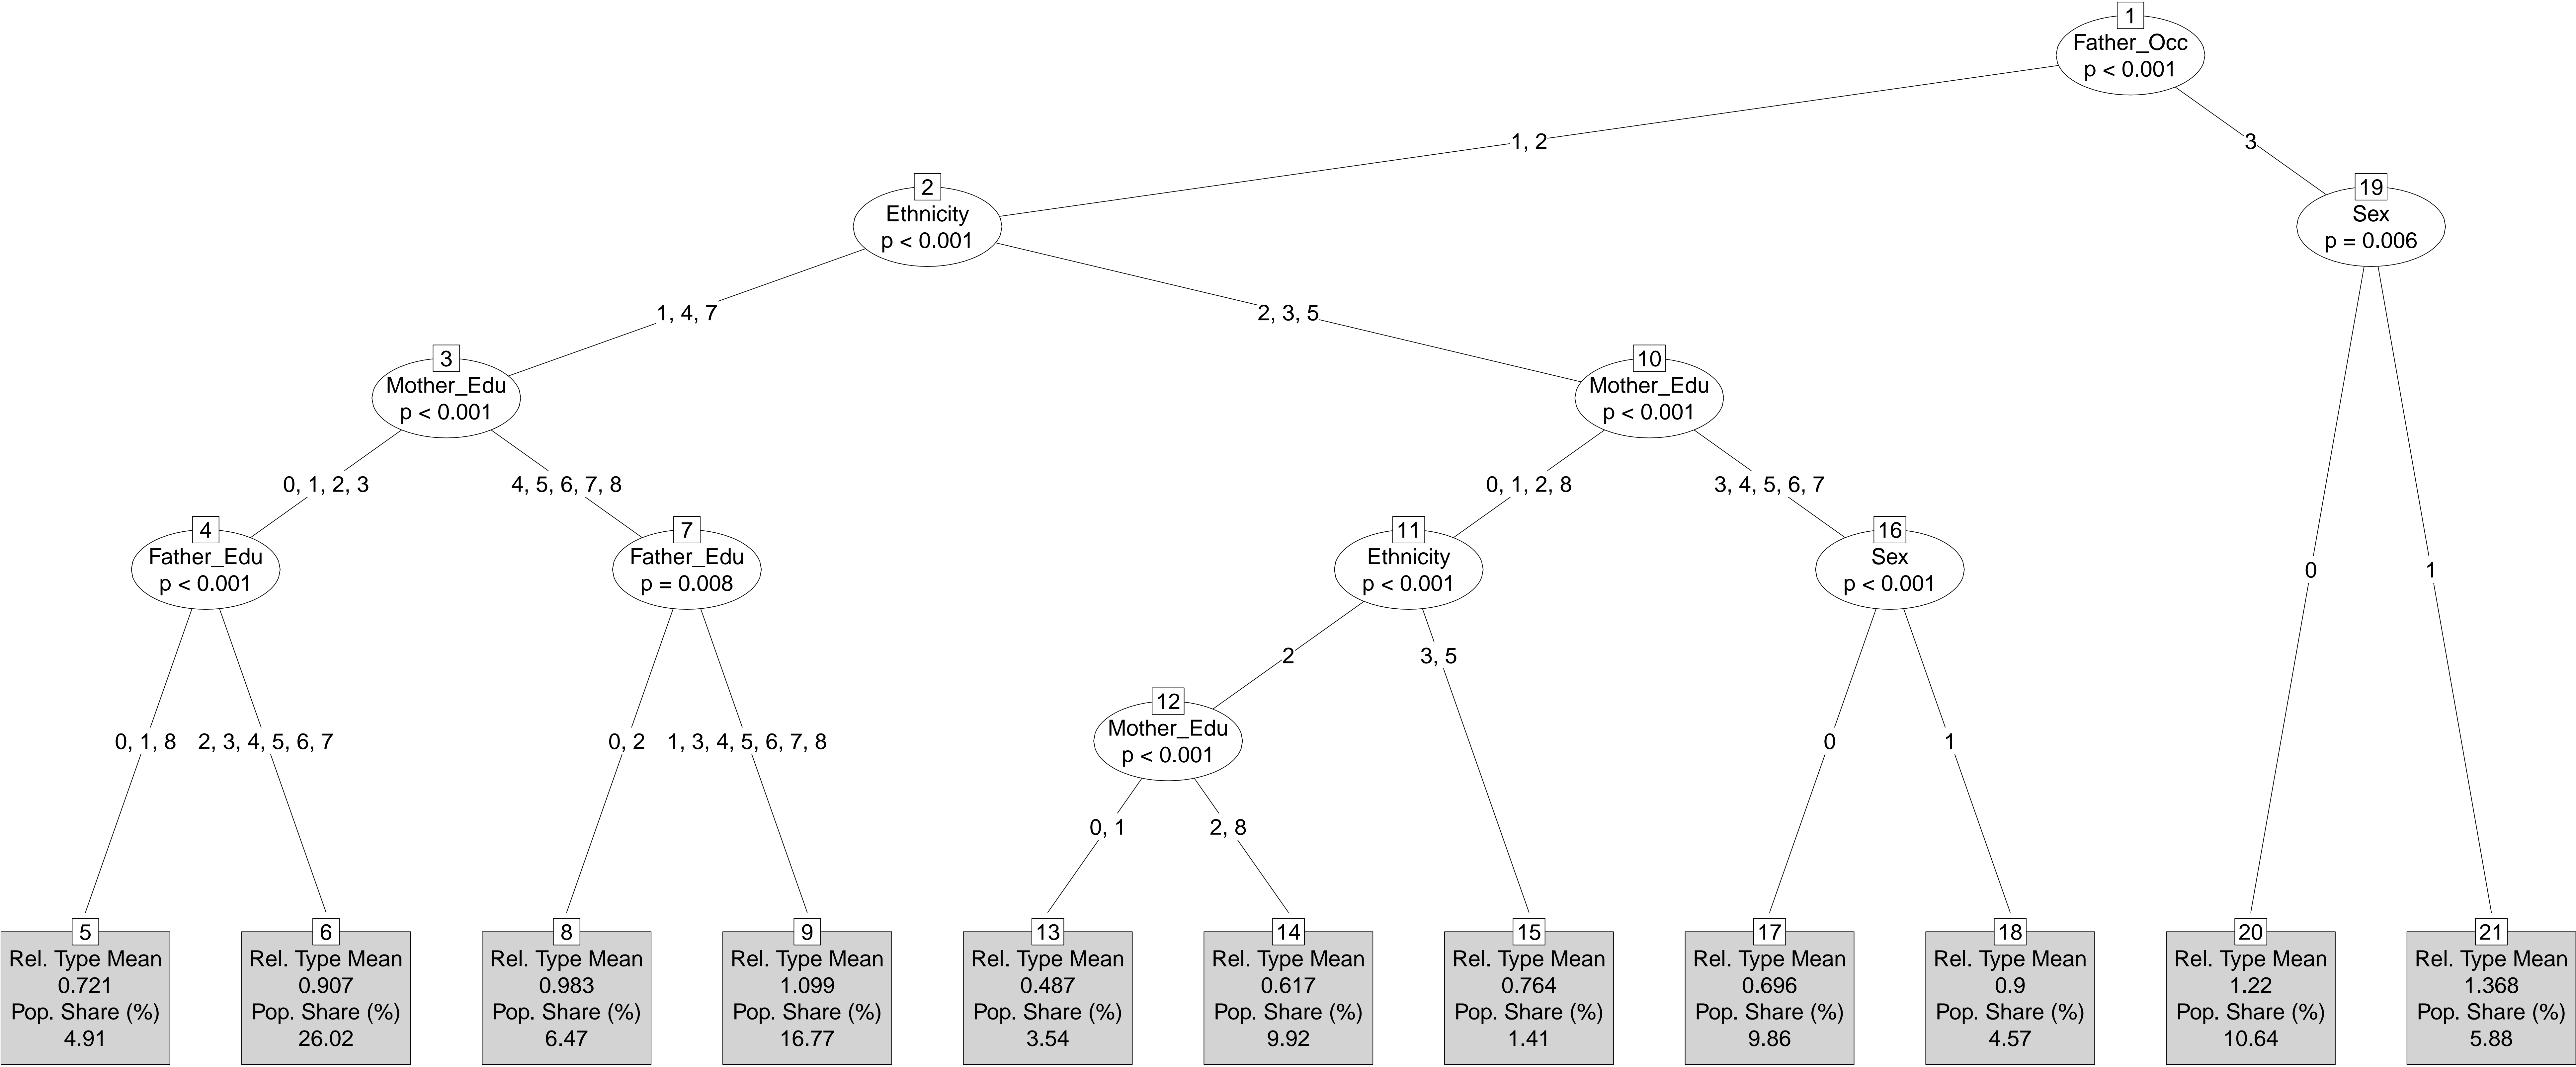 1
Father_Occ
p < 0.001
1, 2
3
2
Ethnicity
p < 0.001
19
Sex
p = 0.006
1, 4, 7
2, 3, 5
3
Mother_Edu
p < 0.001
10
Mother_Edu
p < 0.001
0, 1, 2, 3
4, 5, 6, 7, 8
0, 1, 2, 8
3, 4, 5, 6, 7
4
Father_Edu
p < 0.001
7
Father_Edu
p = 0.008
11
Ethnicity
p < 0.001
16
Sex
p < 0.001
0
1
2
3, 5
12
Mother_Edu
p < 0.001
0, 1, 8
2, 3, 4, 5, 6, 7
0, 2
1, 3, 4, 5, 6, 7, 8
0
1
0, 1
2, 8
5
Rel. Type Mean
0.721
Pop. Share (%)
4.91
6
Rel. Type Mean
0.907
Pop. Share (%)
26.02
8
Rel. Type Mean
0.983
Pop. Share (%)
6.47
9
Rel. Type Mean
1.099
Pop. Share (%)
16.77
13
Rel. Type Mean
0.487
Pop. Share (%)
3.54
14
Rel. Type Mean
0.617
Pop. Share (%)
9.92
15
Rel. Type Mean
0.764
Pop. Share (%)
1.41
17
Rel. Type Mean
0.696
Pop. Share (%)
9.86
18
Rel. Type Mean
0.9
Pop. Share (%)
4.57
20
Rel. Type Mean
1.22
Pop. Share (%)
10.64
21
Rel. Type Mean
1.368
Pop. Share (%)
5.88